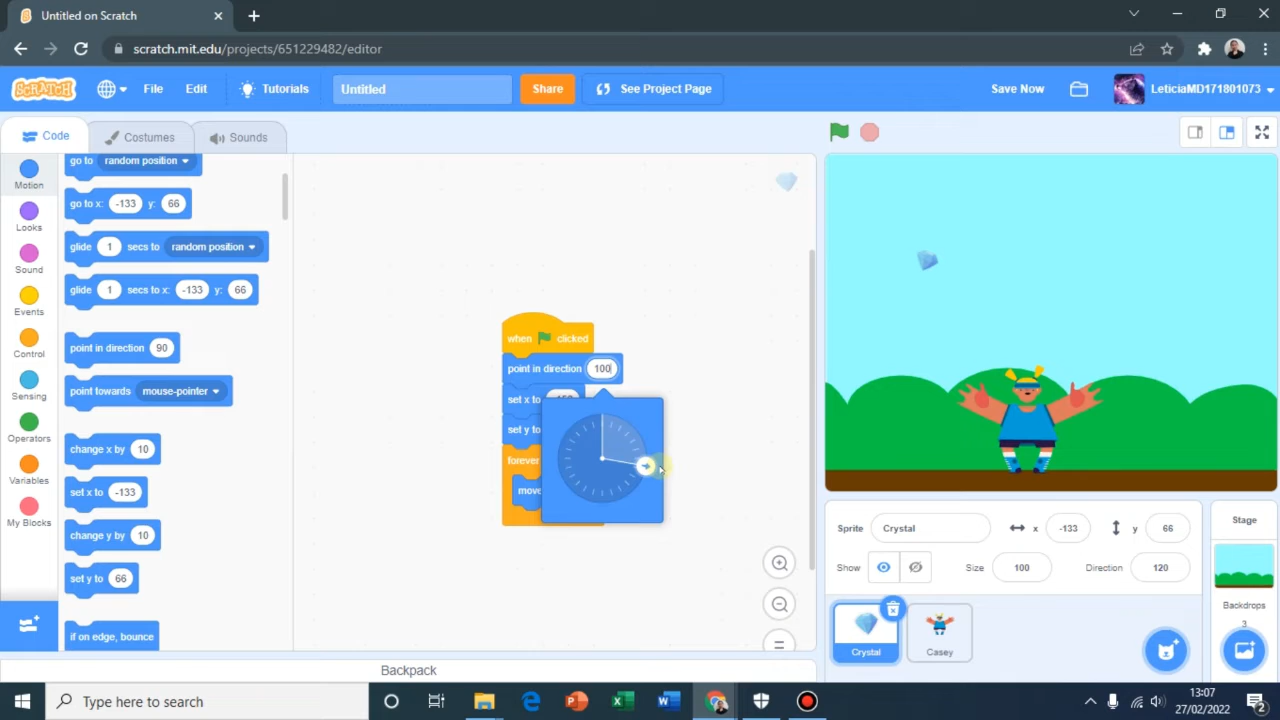 Untitled on Scratch
scratch.mit.edu/projects/651229482/editor
SCRATCH
File
Edit
Tutorials
Untitled
Share
See Project Page
Save Now
LeticiaMD171801073
Code
Costumes
Sounds
Motion
Looks
Sound
Events
Control
Sensing
Operators
Variables
My Blocks
go to random position
go to x: -133 y: 66
glide 1 secs to random position
glide 1 secs to x: -133 y: 66
point in direction 90
point towards mouse-pointer
change x by 10
set x to -133
change y by 10
set y to 66
if on edge, bounce
when clicked
point in direction 100
set x to
set y to
forever
move
Sprite Crystal x -133 y 66
Show Size 100 Direction 120
Crystal
Casey
Stage
Backdrops
3
Backpack
Type here to search
13:07
27/02/2022
2